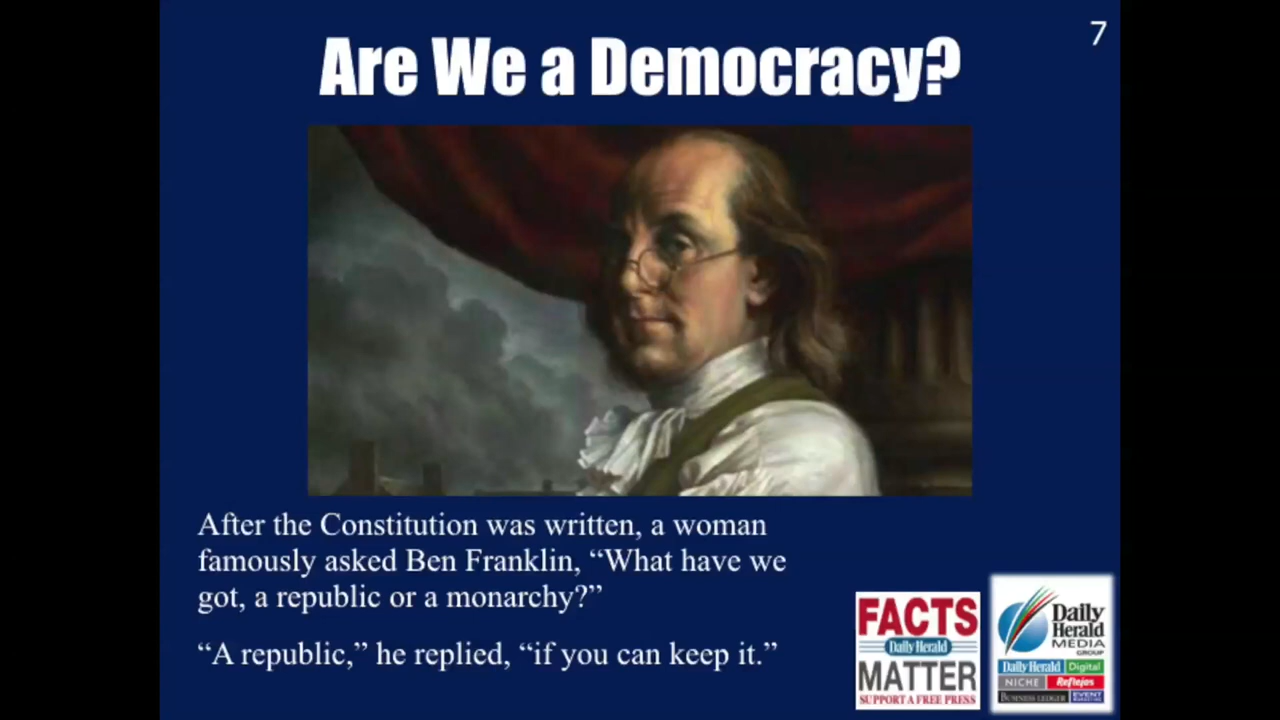 7
Are We a Democracy?
After the Constitution was written, a woman
famously asked Ben Franklin, “What have we
got, a republic or a monarchy?”
“A republic,” he replied, “if you can keep it.”
FACTS
Daily Herald
MATTER
SUPPORT A FREE PRESS
Daily
Herald
MEDIA
GROUP
Daily Herald Digital
NICHE Reflejos
BUSINESS LEDGER EVENT